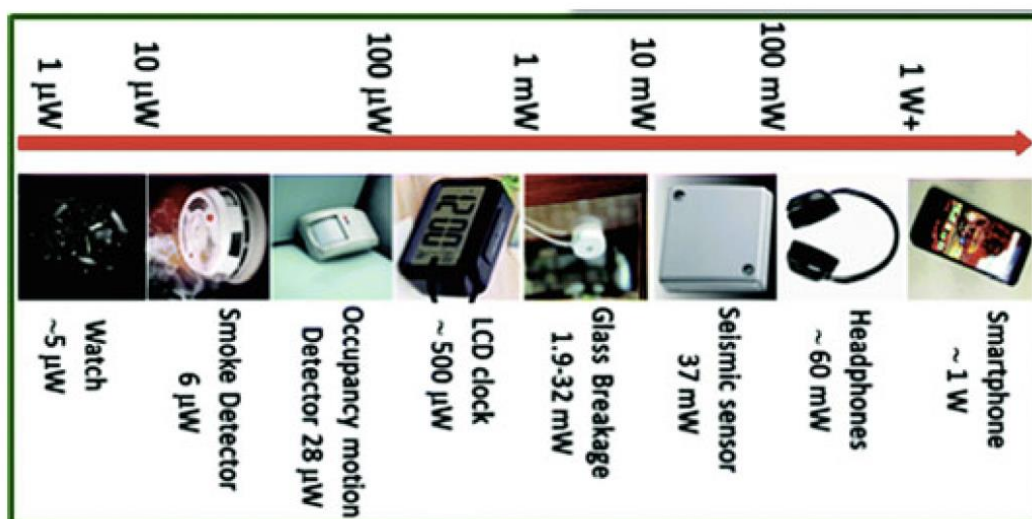 1 μW
10 μW
100 μW
1 mW
10 mW
100 mW
1 W+
12:00
Watch
~5 μW
Smoke Detector
6 μW
Occupancy motion
Detector 28 μW
LCD clock
~ 500 μW
Glass Breakage
1.9-32 mW
Seismic sensor
37 mW
Headphones
~ 60 mW
Smartphone
~ 1 W